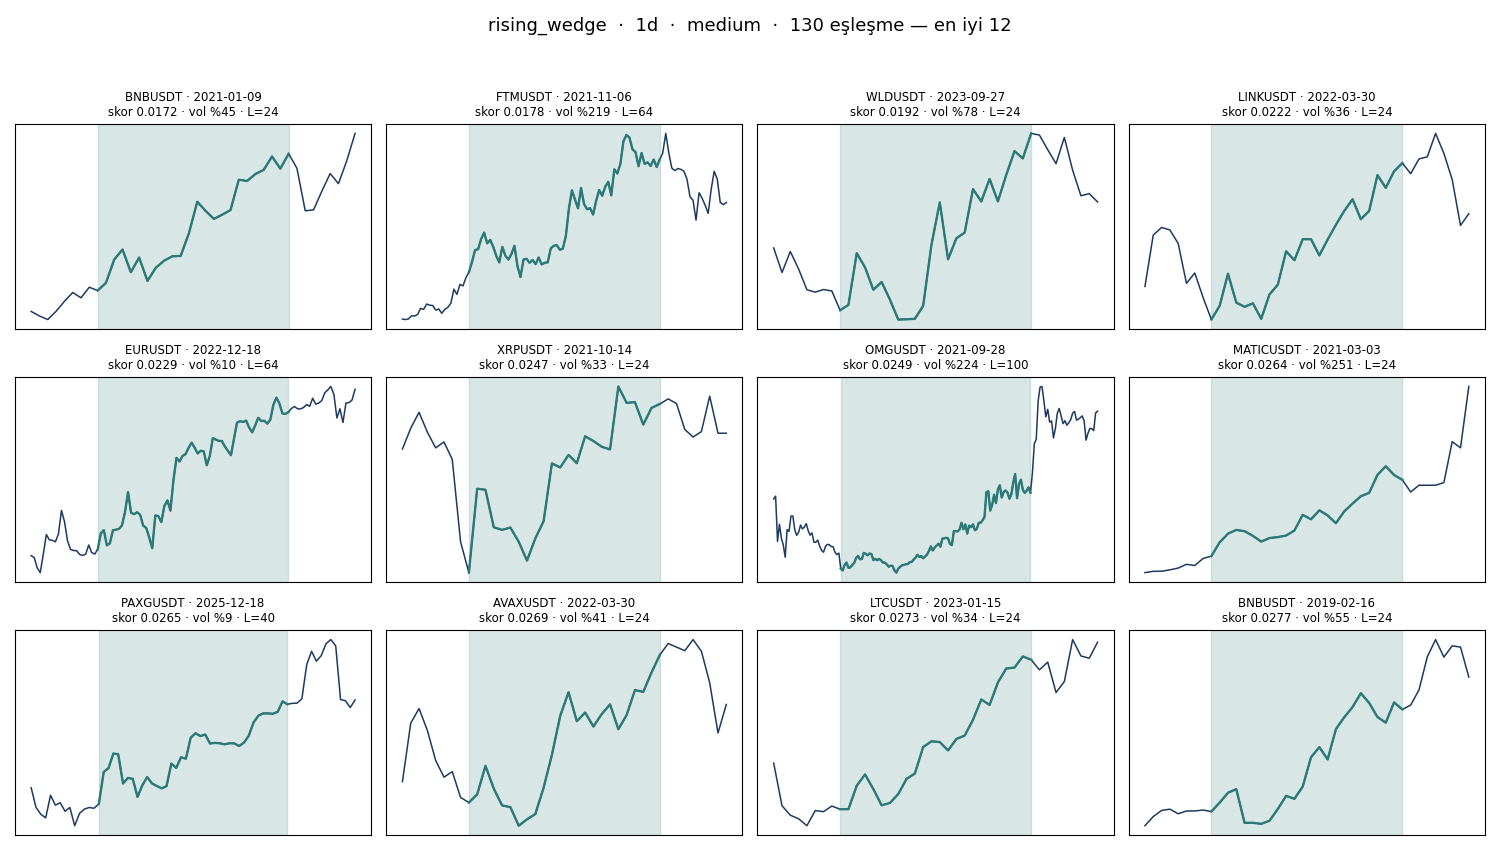 rising_wedge · 1d · medium · 130 eşleşme — en iyi 12
BNBUSDT · 2021-01-09
skor 0.0172 · vol %45 · L=24
FTMUSDT · 2021-11-06
skor 0.0178 · vol %219 · L=64
WLDUSDT · 2023-09-27
skor 0.0192 · vol %78 · L=24
LINKUSDT · 2022-03-30
skor 0.0222 · vol %36 · L=24
EURUSDT · 2022-12-18
skor 0.0229 · vol %10 · L=64
XRPUSDT · 2021-10-14
skor 0.0247 · vol %33 · L=24
OMGUSDT · 2021-09-28
skor 0.0249 · vol %224 · L=100
MATICUSDT · 2021-03-03
skor 0.0264 · vol %251 · L=24
PAXGUSDT · 2025-12-18
skor 0.0265 · vol %9 · L=40
AVAXUSDT · 2022-03-30
skor 0.0269 · vol %41 · L=24
LTCUSDT · 2023-01-15
skor 0.0273 · vol %34 · L=24
BNBUSDT · 2019-02-16
skor 0.0277 · vol %55 · L=24